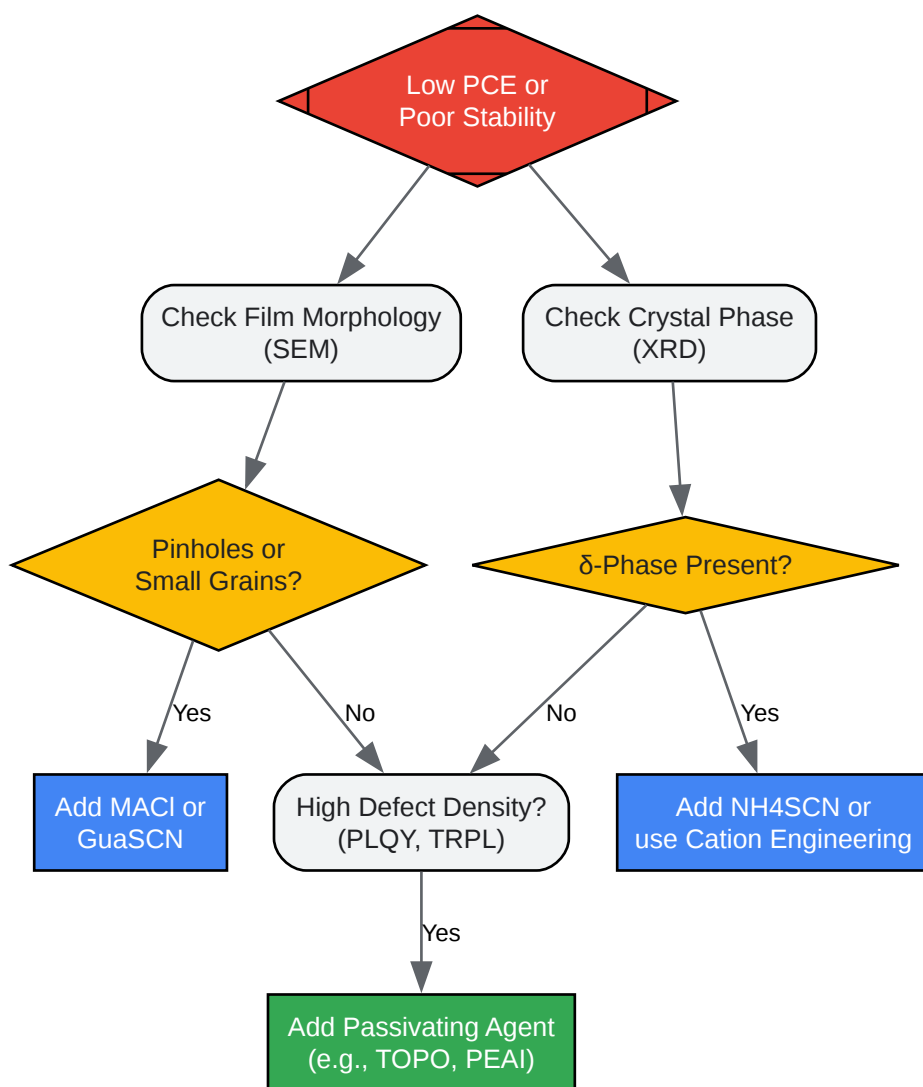 Low PCE or
Poor Stability
Check Film Morphology
(SEM)
Check Crystal Phase
(XRD)
Pinholes or
Small Grains?
δ-Phase Present?
Yes
No
No
Yes
Add MACl or
GuaSCN
High Defect Density?
(PLQY, TRPL)
Add NH4SCN or
use Cation Engineering
Yes
Add Passivating Agent
(e.g., TOPO, PEAI)